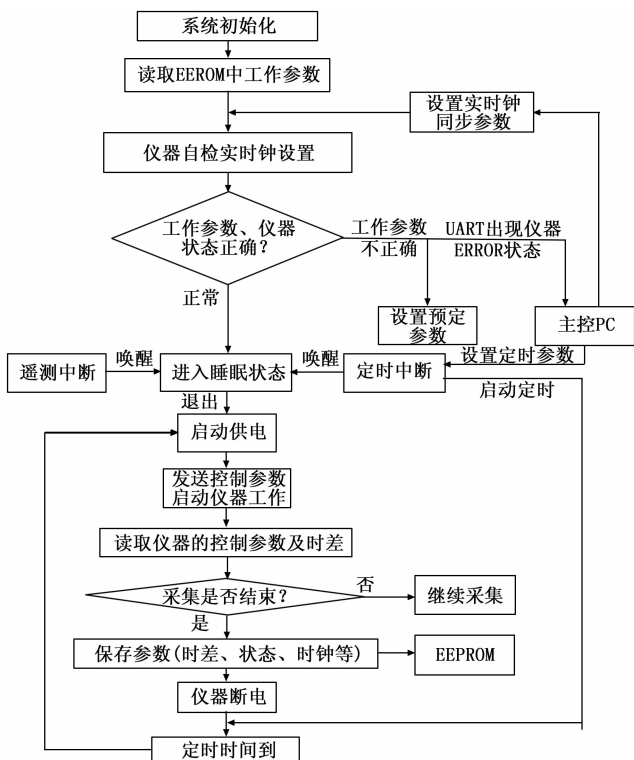 系统初始化
读取EEROM中工作参数
设置实时钟
同步参数
仪器自检实时钟设置
工作参数、仪器
状态正确?
工作参数
不正确
UART出现仪器
ERROR状态
正常
设置预定
参数
主控PC
设置定时参数
遥测中断
唤醒
进入睡眠状态
唤醒
定时中断
启动定时
退出
启动供电
发送控制参数
启动仪器工作
读取仪器的控制参数及时差
采集是否结束?
否
继续采集
是
保存参数(时差、状态、时钟等)
EEPROM
仪器断电
定时时间到